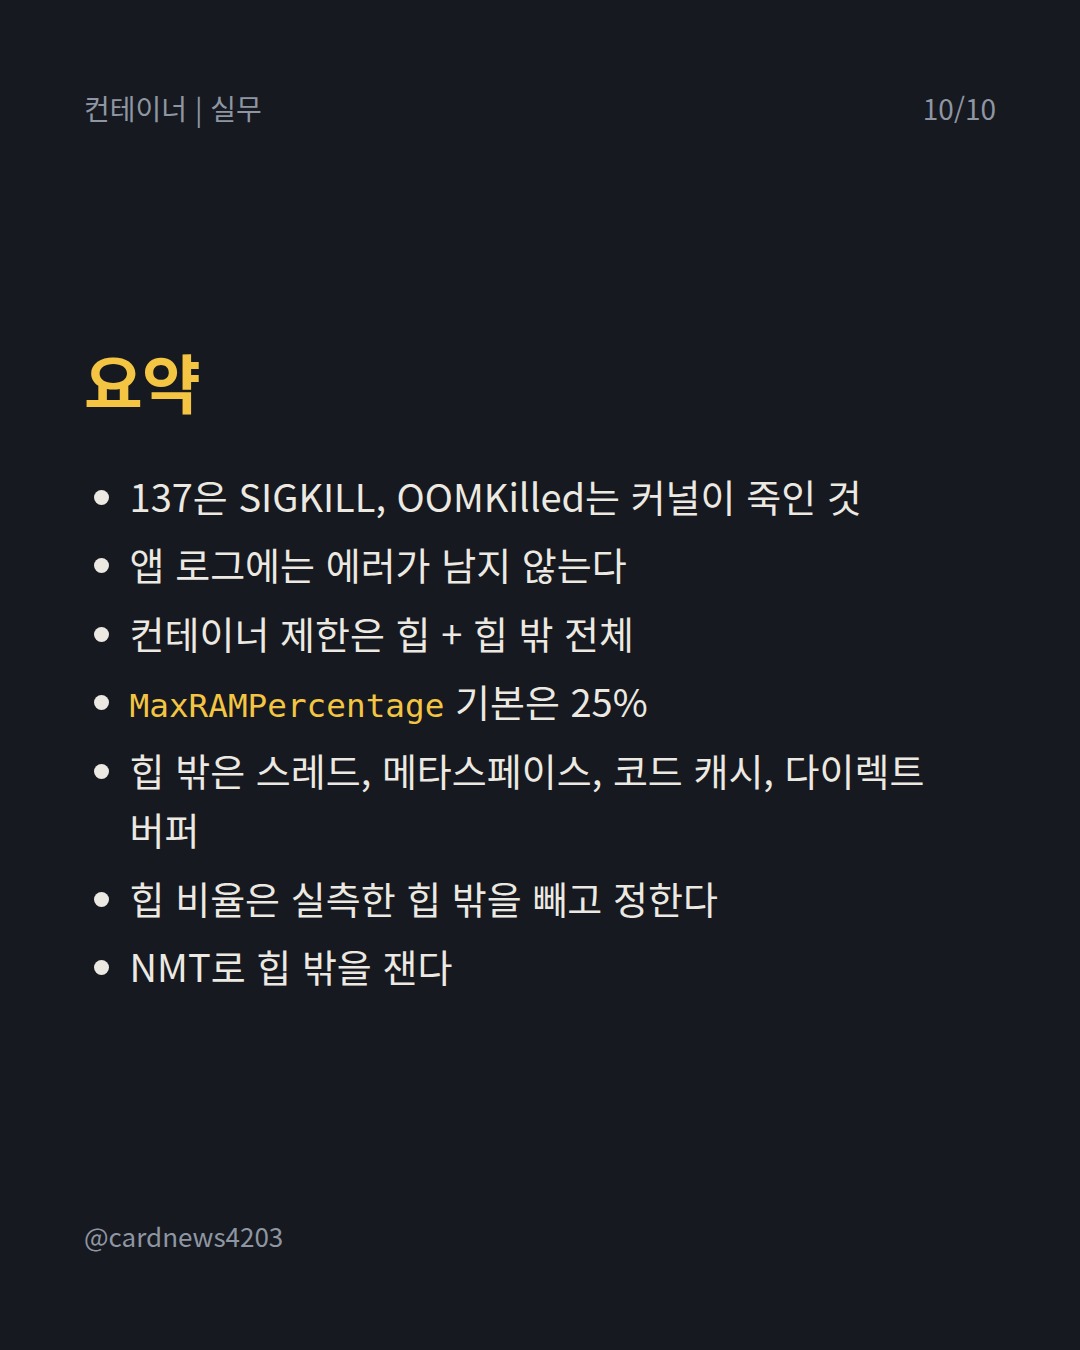 컨테이너 | 실무
10/10
요약
137은 SIGKILL, OOMKilled는 커널이 죽인 것
앱 로그에는 에러가 남지 않는다
컨테이너 제한은 힙 + 힙 밖 전체
MaxRAMPercentage 기본은 25%
힙 밖은 스레드, 메타스페이스, 코드 캐시, 다이렉트
버퍼
힙 비율은 실측한 힙 밖을 빼고 정한다
NMT로 힙 밖을 잰다
@cardnews4203